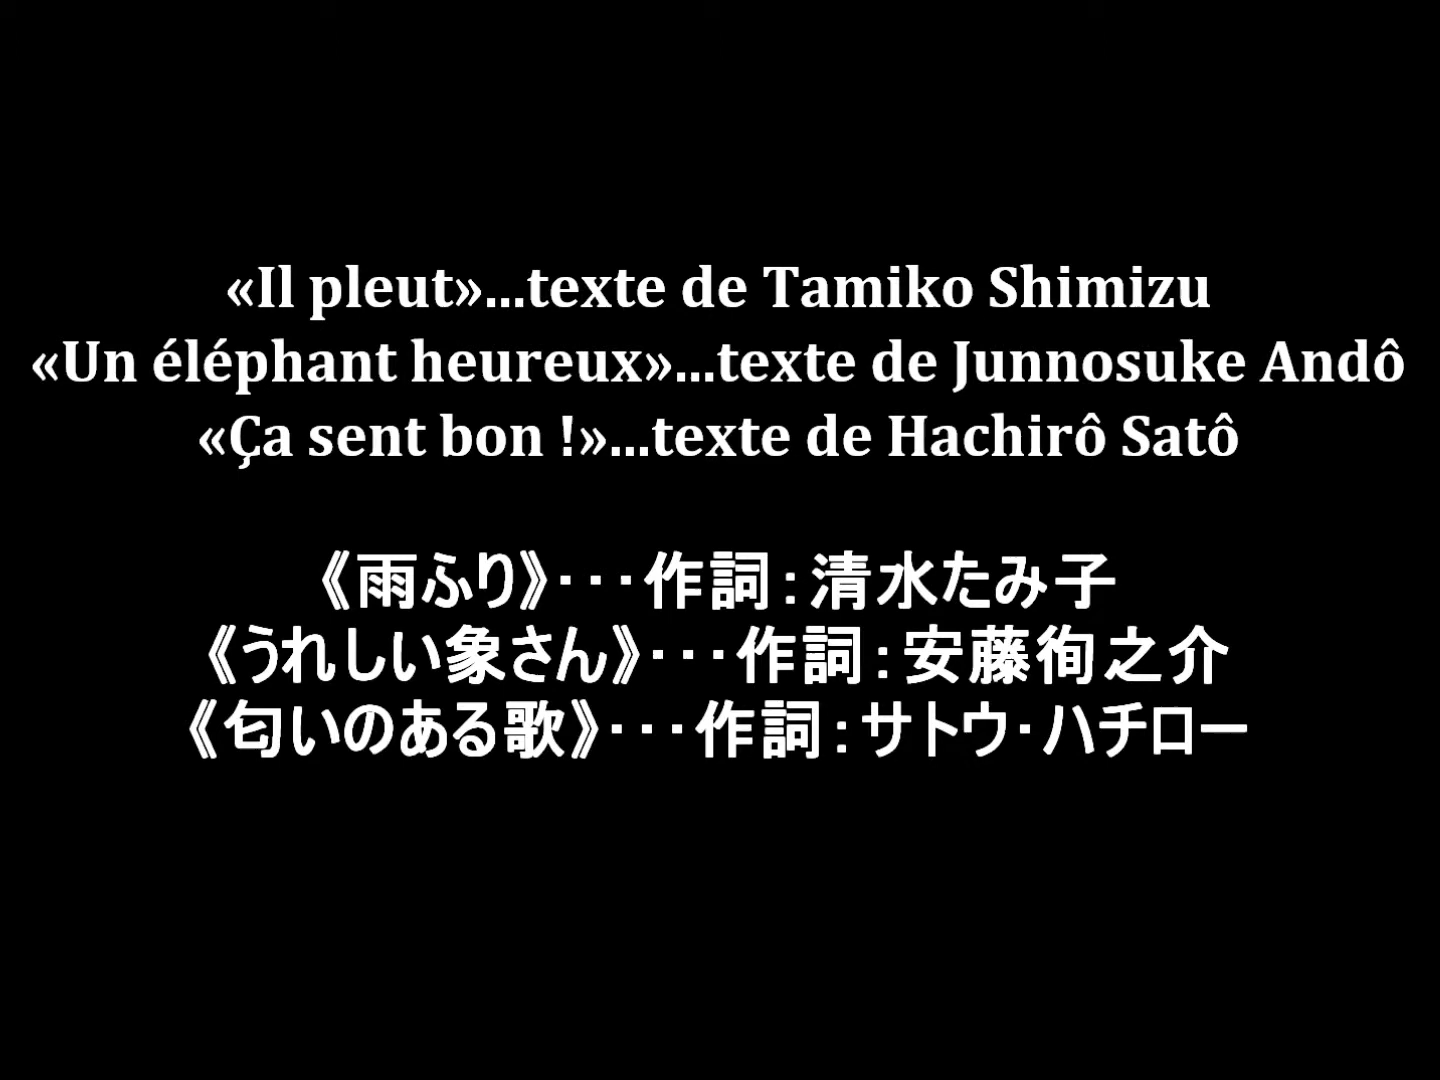 «Il pleut»...texte de Tamiko Shimizu
«Un éléphant heureux»...texte de Junnosuke Andô
«Ça sent bon !»...texte de Hachirô Satô
《雨ふり》･･･作詞：清水たみ子
《うれしい象さん》･･･作詞：安藤徇之介
《匂いのある歌》･･･作詞：サトウ･ハチロー